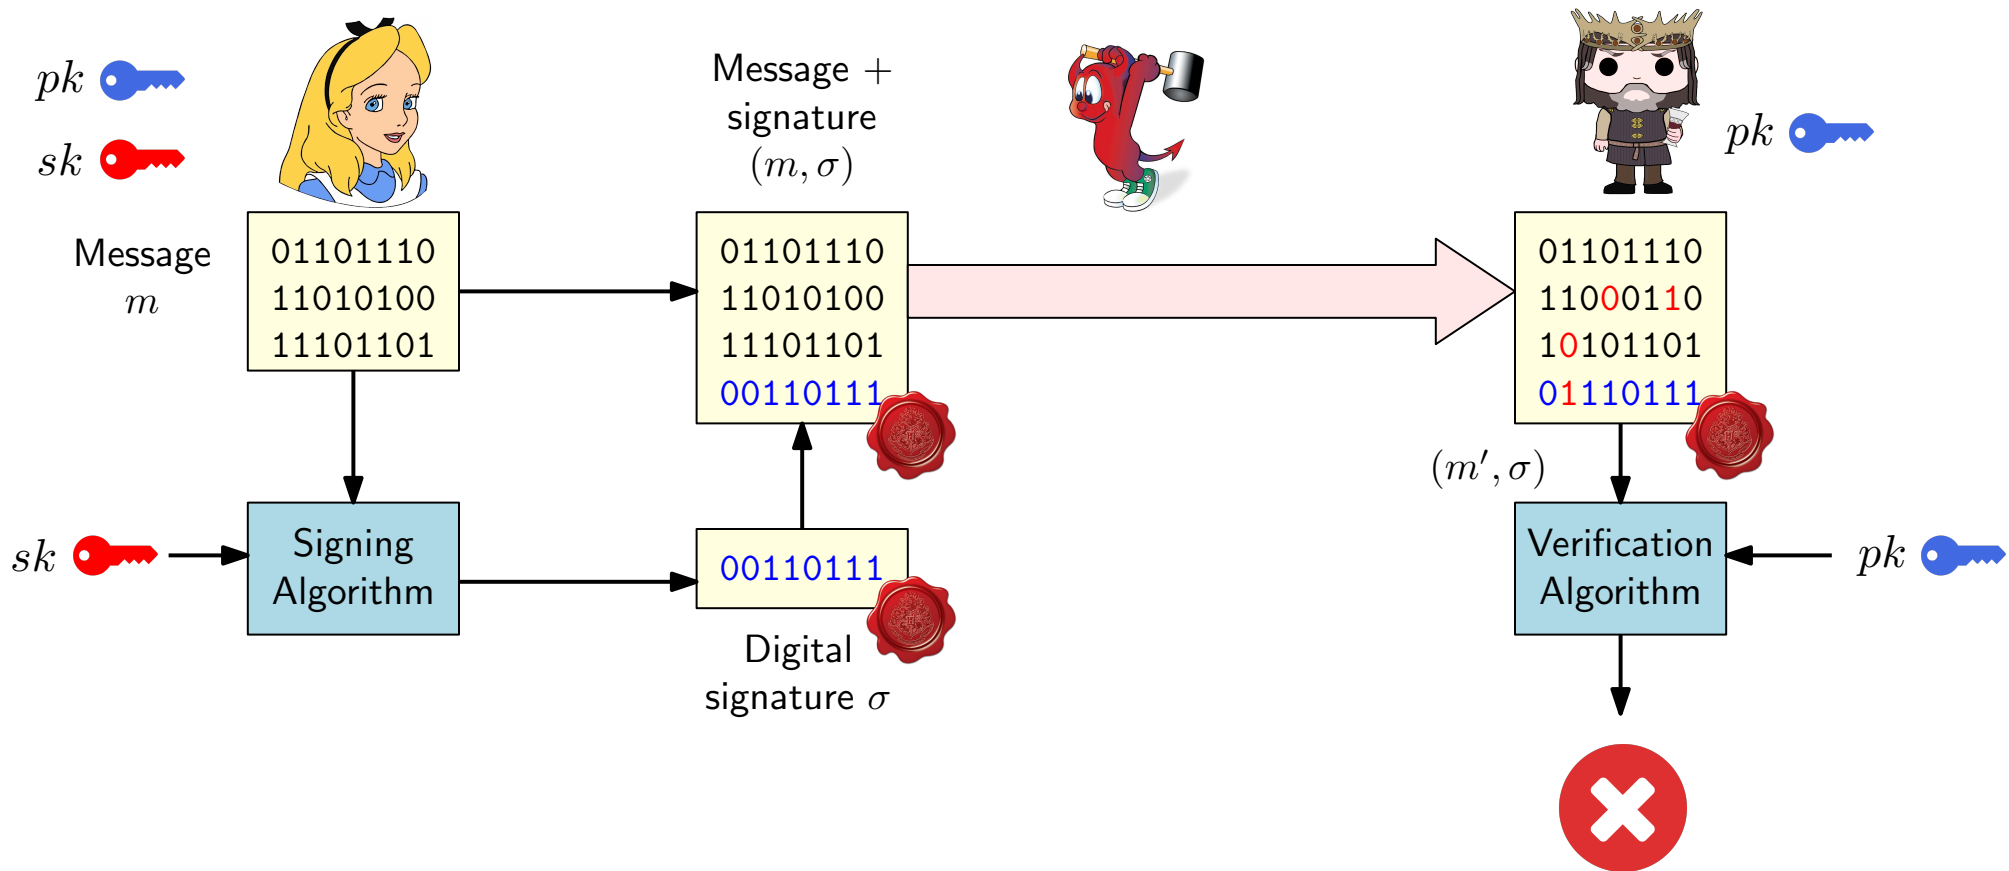 pk
sk
Message
m
01101110
11010100
11101101
Message +
signature
(m, σ)
01101110
11010100
11101101
00110111
pk
01101110
11000110
10101101
01110111
(m′, σ)
sk
Signing
Algorithm
00110111
Digital
signature σ
Verification
Algorithm
pk